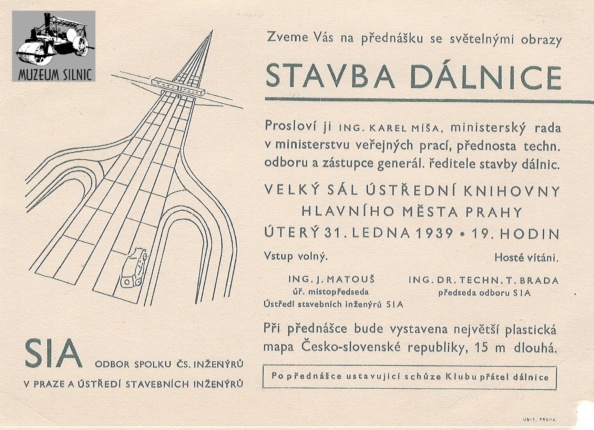 MUZEUM SILNIC
Zveme Vás na přednášku se světelnými obrazy
STAVBA DÁLNICE
Prosloví ji ING. KAREL MÍŠA, ministerský rada
v ministerstvu veřejných prací, přednosta techn.
odboru a zástupce generál. ředitele stavby dálnic.
VELKÝ SÁL ÚSTŘEDNÍ KNIHOVNY
HLAVNÍHO MĚSTA PRAHY
ÚTERÝ 31. LEDNA 1939 • 19. HODIN
Vstup volný. Hosté vítáni.
ING. J. MATOUŠ ING. DR. TECHN. T. BRADA
úř. místopředseda předseda odboru SIA
Ústředí stavebních inženýrů SIA
Při přednášce bude vystavena největší plastická
mapa Česko-slovenské republiky, 15 m dlouhá.
Po přednášce ustavující schůze Klubu přátel dálnice
SIA ODBOR SPOLKU ČS. INŽENÝRŮ
V PRAZE A ÚSTŘEDÍ STAVEBNÍCH INŽENÝRŮ
PRAHA